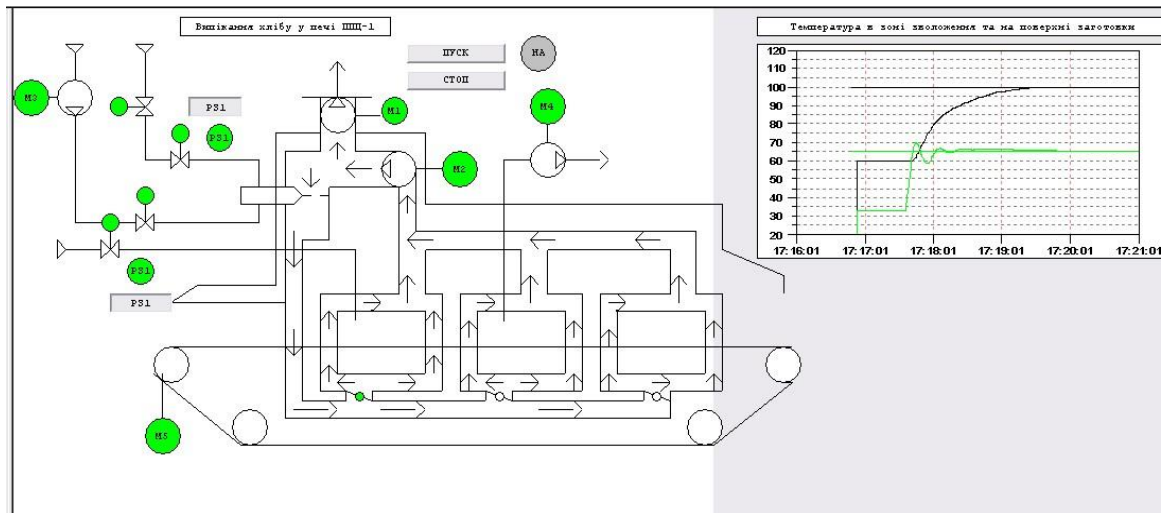 Випікання хлібу у печі ППЦ-1
ПУСК
СТОП
НА
М3
М1
М4
PS1
PS1
М2
PS1
PS1
М5
Температура в зоні зволоження та на поверхні заготовки
120
110
100
90
80
70
60
50
40
30
20
17:16:01 17:17:01 17:18:01 17:19:01 17:20:01 17:21:01